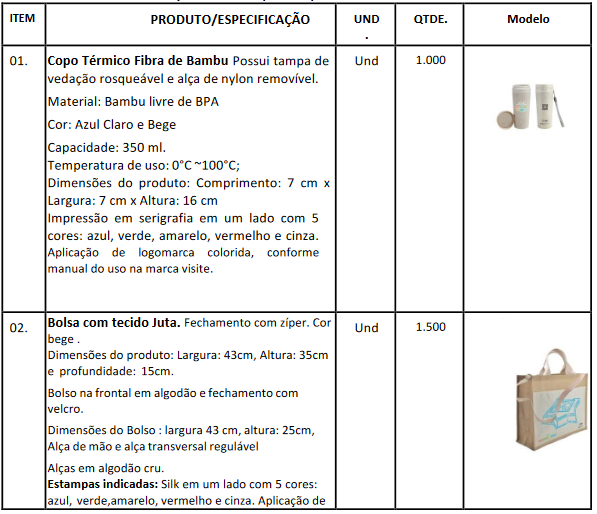 ITEM PRODUTO/ESPECIFICAÇÃO UND QTDE. Modelo
.
01. Copo Térmico Fibra de Bambu Possui tampa de Und 1.000
vedação rosqueável e alça de nylon removível.
Material: Bambu livre de BPA
Cor: Azul Claro e Bege
Capacidade: 350 ml.
Temperatura de uso: 0°C ~100°C;
Dimensões do produto: Comprimento: 7 cm x
Largura: 7 cm x Altura: 16 cm
Impressão em serigrafia em um lado com 5
cores: azul, verde, amarelo, vermelho e cinza.
Aplicação de logomarca colorida, conforme
manual do uso na marca visite.
02. Bolsa com tecido Juta. Fechamento com zíper. Cor Und 1.500
bege .
Dimensões do produto: Largura: 43cm, Altura: 35cm
e profundidade: 15cm.
Bolso na frontal em algodão e fechamento com
velcro.
Dimensões do Bolso : largura 43 cm, altura: 25cm,
Alça de mão e alça transversal regulável
Alças em algodão cru.
Estampas indicadas: Silk em um lado com 5 cores:
azul, verde,amarelo, vermelho e cinza. Aplicação de